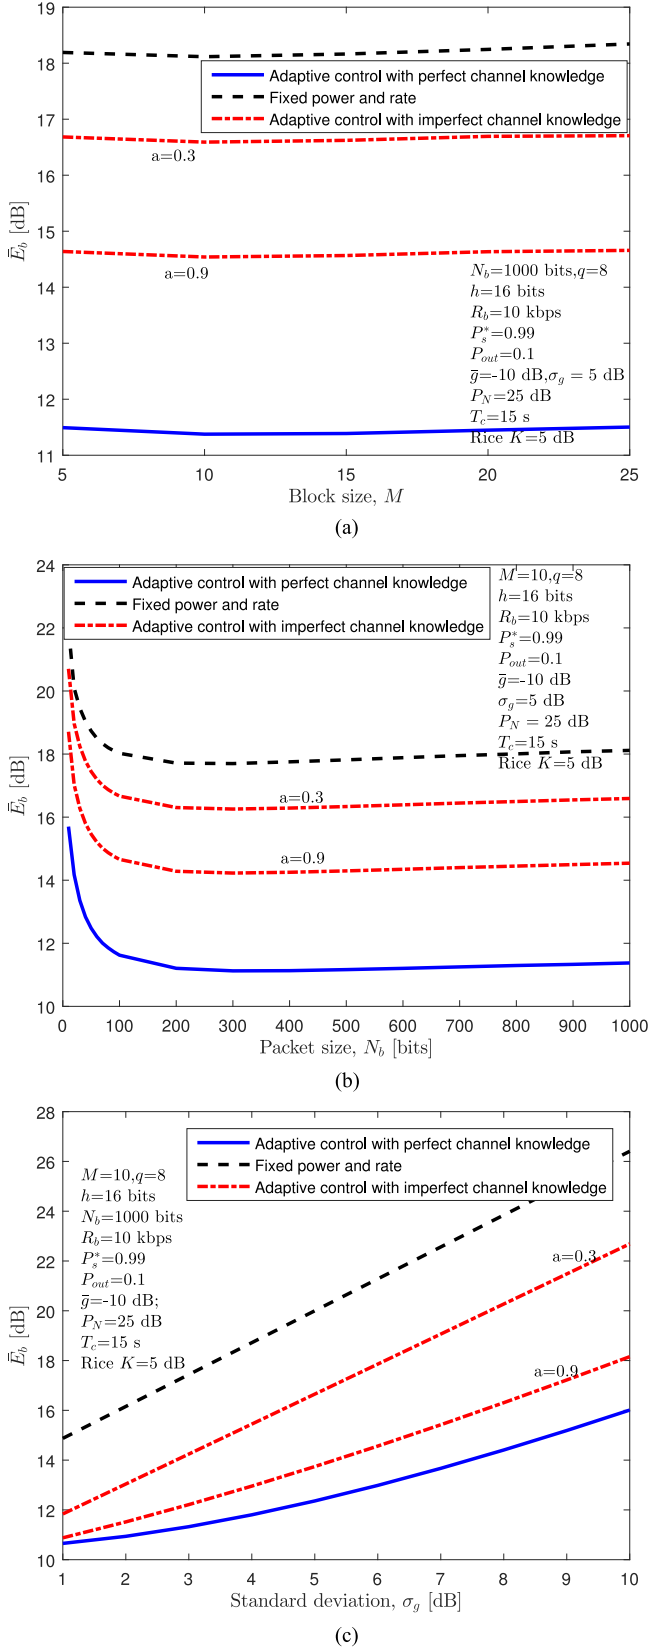 19
18
17
16
15
14
13
12
11
Ē_b [dB]
Adaptive control with perfect channel knowledge
Fixed power and rate
Adaptive control with imperfect channel knowledge
a=0.3
a=0.9
N_b=1000 bits,q=8
h=16 bits
R_b=10 kbps
P_s^*=0.99
P_out=0.1
ḡ=-10 dB,σ_g = 5 dB
P_N=25 dB
T_c=15 s
Rice K=5 dB
5 10 15 20 25
Block size, M
(a)
24
22
20
18
16
14
12
10
Ē_b [dB]
Adaptive control with perfect channel knowledge
Fixed power and rate
Adaptive control with imperfect channel knowledge
M=10,q=8
h=16 bits
R_b=10 kbps
P_s^*=0.99
P_out=0.1
ḡ=-10 dB
σ_g=5 dB
P_N = 25 dB
T_c=15 s
Rice K=5 dB
a=0.3
a=0.9
0 100 200 300 400 500 600 700 800 900 1000
Packet size, N_b [bits]
(b)
28
26
24
22
20
18
16
14
12
10
Ē_b [dB]
Adaptive control with perfect channel knowledge
Fixed power and rate
Adaptive control with imperfect channel knowledge
M=10,q=8
h=16 bits
N_b=1000 bits
R_b=10 kbps
P_s^*=0.99
P_out=0.1
ḡ=-10 dB;
P_N=25 dB
T_c=15 s
Rice K=5 dB
a=0.3
a=0.9
1 2 3 4 5 6 7 8 9 10
Standard deviation, σ_g [dB]
(c)